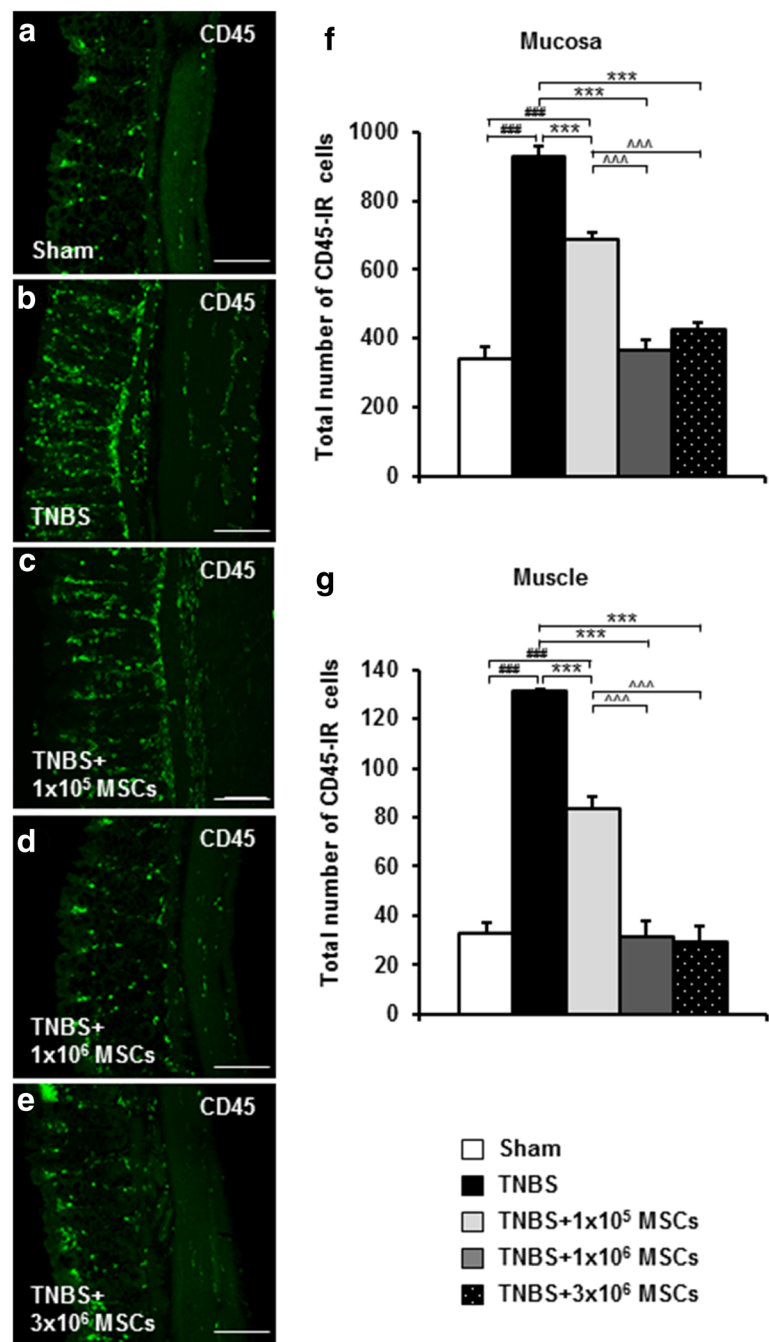 a
CD45
Sham
b
CD45
TNBS
c
CD45
TNBS+
1x10⁵ MSCs
d
CD45
TNBS+
1x10⁶ MSCs
e
CD45
TNBS+
3x10⁶ MSCs
f
Mucosa
Total number of CD45-IR cells
1000
800
600
400
200
0
***
***
###
### ***
^^^
^^^
g
Muscle
Total number of CD45-IR cells
140
120
100
80
60
40
20
0
***
***
###
### ***
^^^
^^^
Sham
TNBS
TNBS+1x10⁵ MSCs
TNBS+1x10⁶ MSCs
TNBS+3x10⁶ MSCs